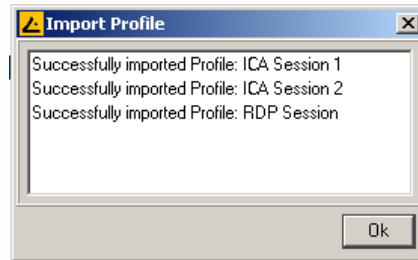 Import Profile
Successfully imported Profile: ICA Session 1
Successfully imported Profile: ICA Session 2
Successfully imported Profile: RDP Session
Ok